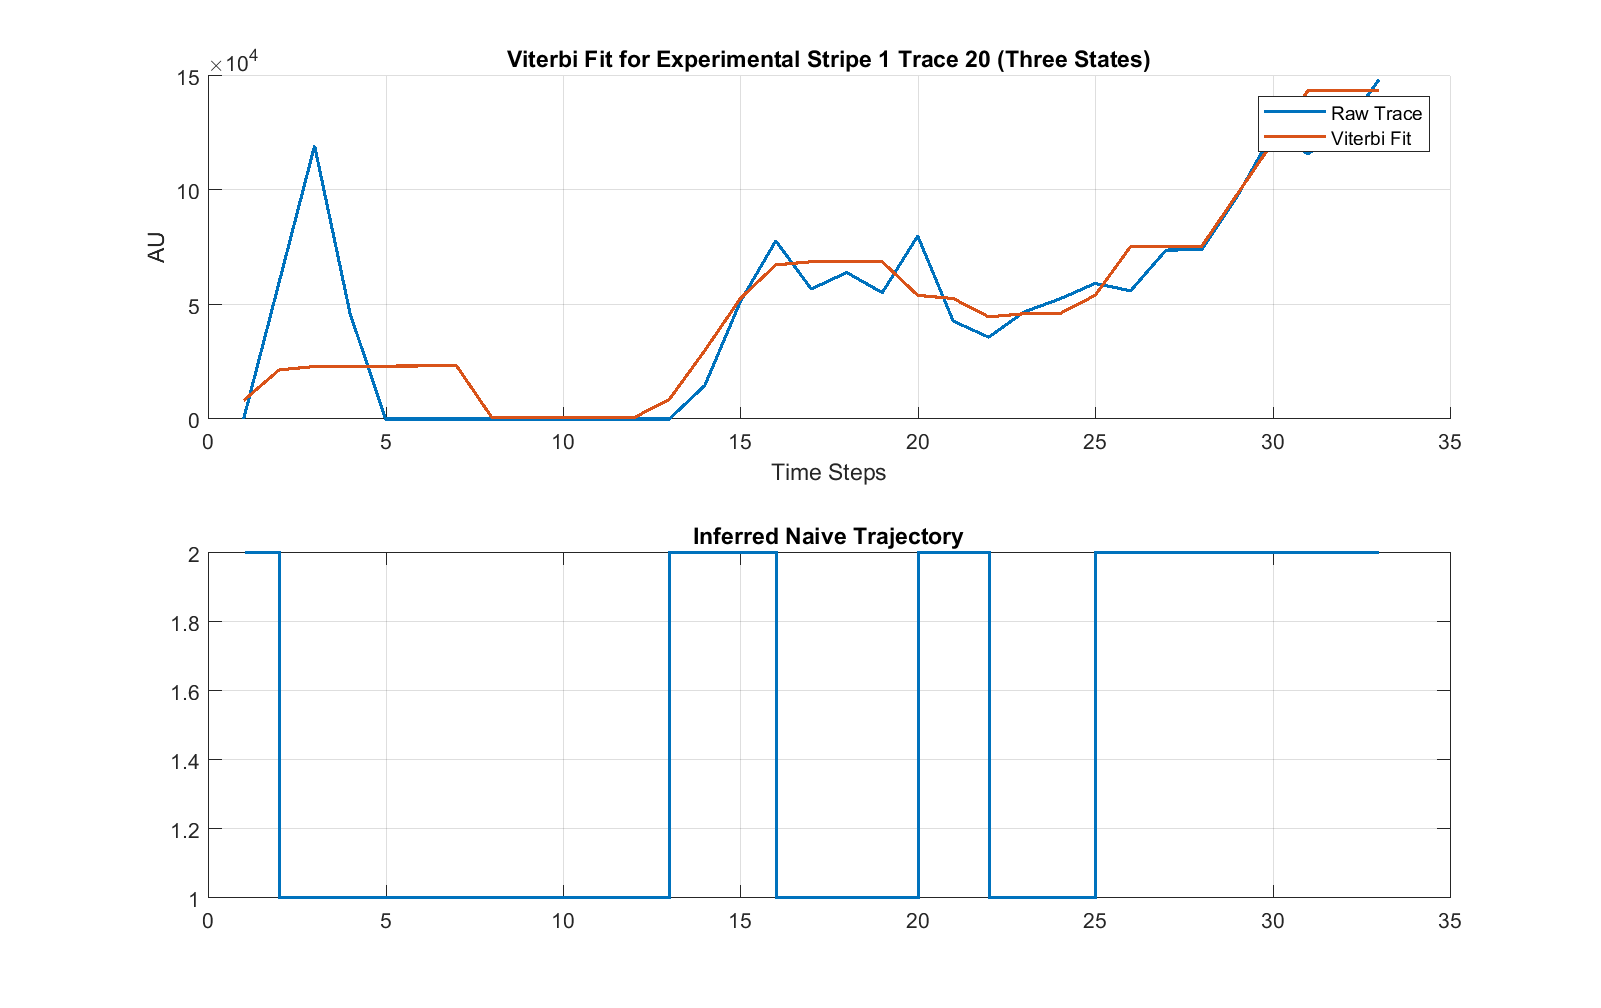 Viterbi Fit for Experimental Stripe 1 Trace 20 (Three States)
×10^4
15
10
5
0
AU
Raw Trace
Viterbi Fit
0 5 10 15 20 25 30 35
Time Steps
Inferred Naive Trajectory
2
1.8
1.6
1.4
1.2
1
0 5 10 15 20 25 30 35